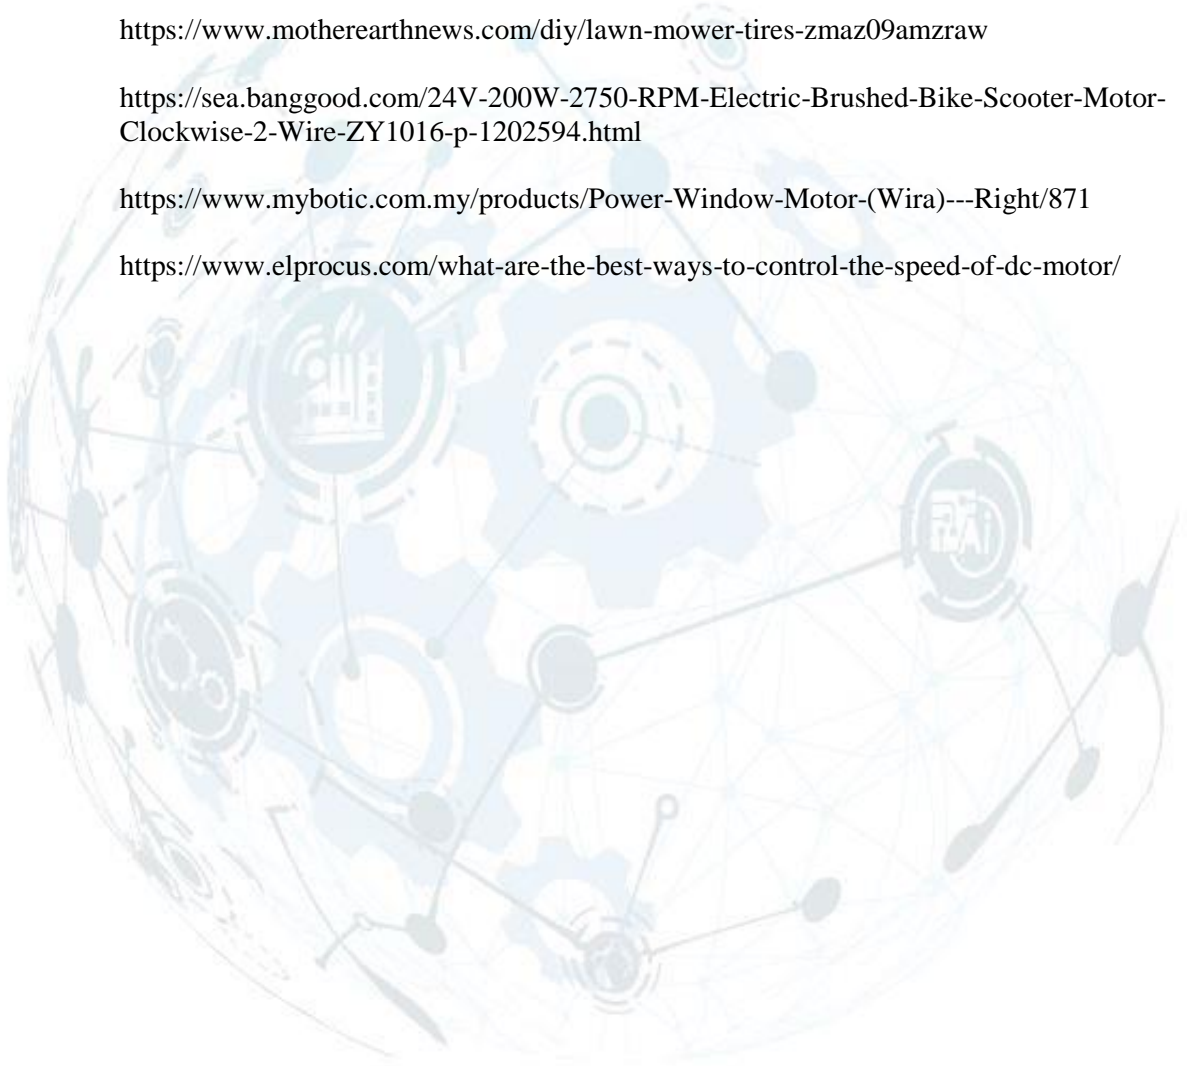 https://www.motherearthnews.com/diy/lawn-mower-tires-zmaz09amzraw
https://sea.banggood.com/24V-200W-2750-RPM-Electric-Brushed-Bike-Scooter-Motor-
Clockwise-2-Wire-ZY1016-p-1202594.html
https://www.mybotic.com.my/products/Power-Window-Motor-(Wira)---Right/871
https://www.elprocus.com/what-are-the-best-ways-to-control-the-speed-of-dc-motor/